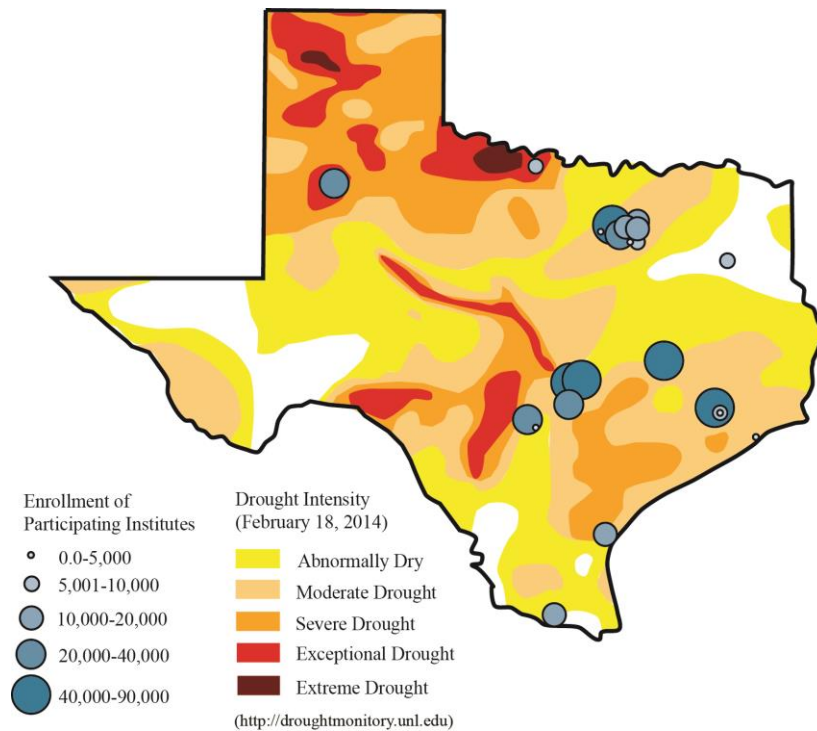 Enrollment of
Participating Institutes
0.0-5,000
5,001-10,000
10,000-20,000
20,000-40,000
40,000-90,000
Drought Intensity
(February 18, 2014)
Abnormally Dry
Moderate Drought
Severe Drought
Exceptional Drought
Extreme Drought
(http://droughtmonitory.unl.edu)